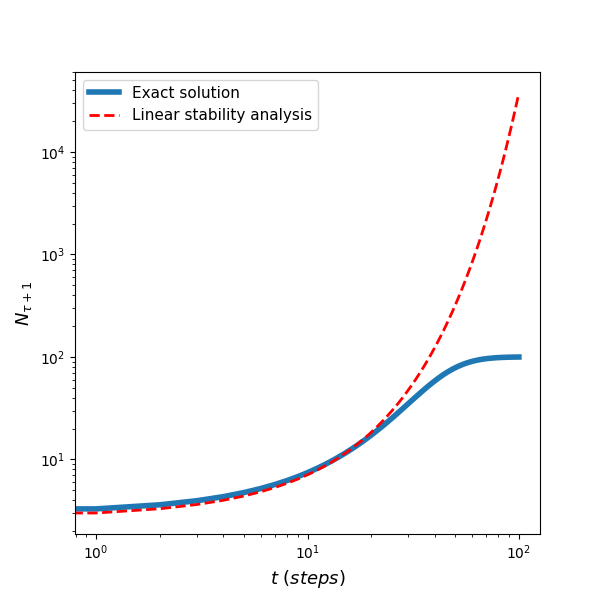 Exact solution
Linear stability analysis
10⁴
10³
10²
10¹
N_{τ+1}
10⁰
10¹
10²
t (steps)